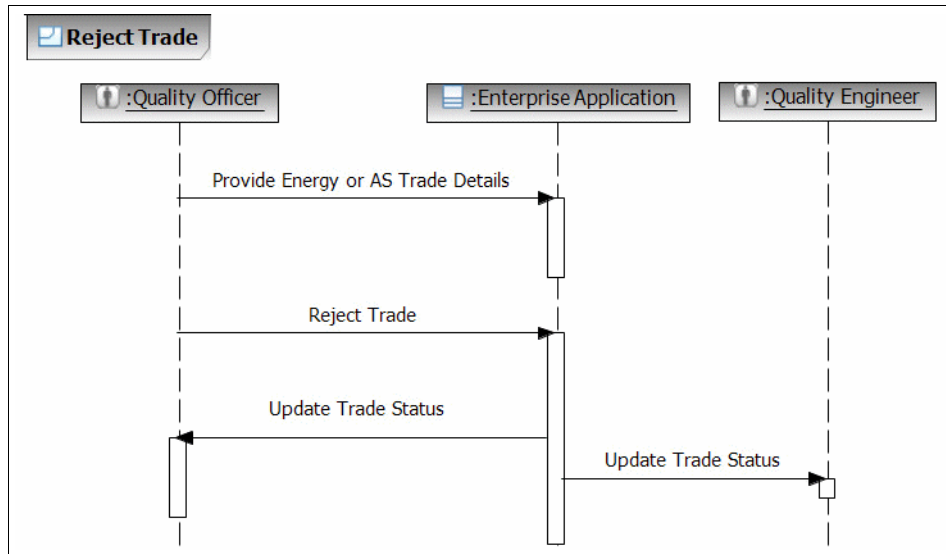 Reject Trade
:Quality Officer
:Enterprise Application
:Quality Engineer
Provide Energy or AS Trade Details
Reject Trade
Update Trade Status
Update Trade Status